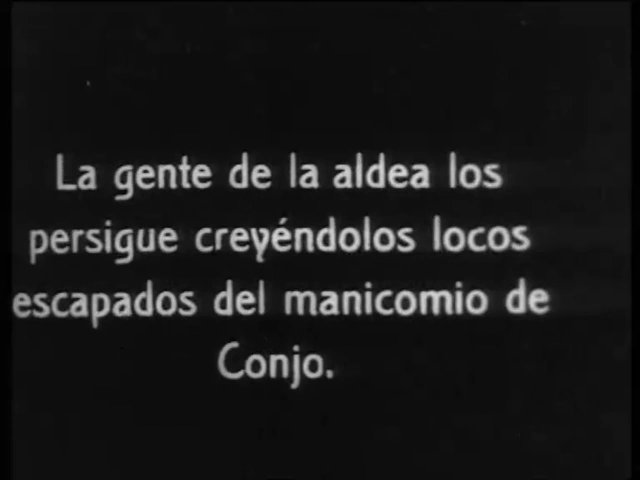 La gente de la aldea los
persigue creyéndolos locos
escapados del manicomio de
Conjo.